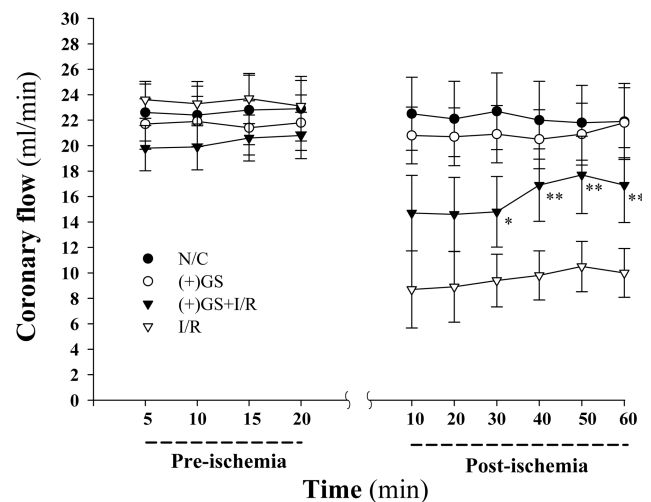 Coronary flow (ml/min)
30
28
26
24
22
20
18
16
14
12
10
8
6
4
2
0
N/C
(+)GS
(+)GS+I/R
I/R
*
**
**
**
5 10 15 20 10 20 30 40 50 60
Pre-ischemia Post-ischemia
Time (min)